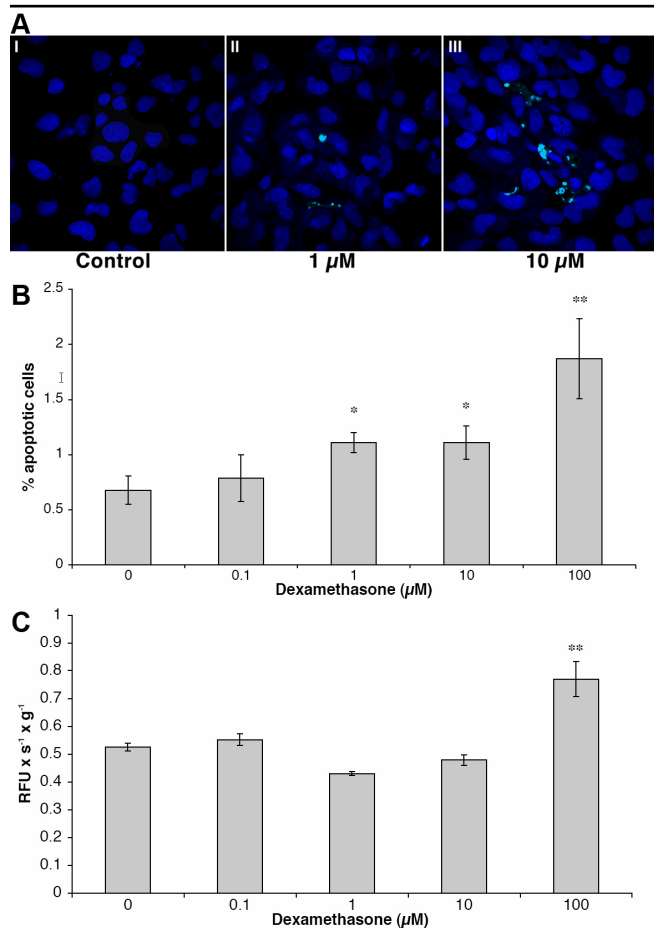 A
I II III
Control 1 µM 10 µM
B
2.5
2
1.5
1
0.5
0
% apoptotic cells
* * **
0 0.1 1 10 100
Dexamethasone (µM)
C
1
0.9
0.8
0.7
0.6
0.5
0.4
0.3
0.2
0.1
0
RFU x s⁻¹ x g⁻¹
**
0 0.1 1 10 100
Dexamethasone (µM)